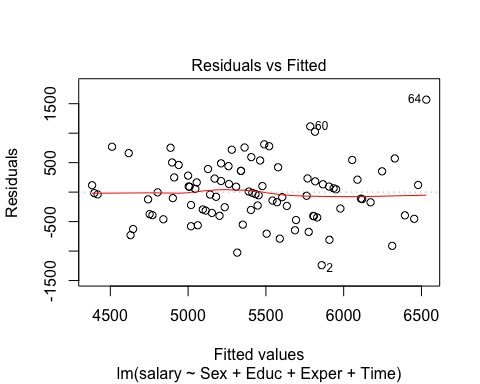 Residuals vs Fitted
Residuals
1500
500
-500
-1500
64
60
2
4500 5000 5500 6000 6500
Fitted values
lm(salary ~ Sex + Educ + Exper + Time)